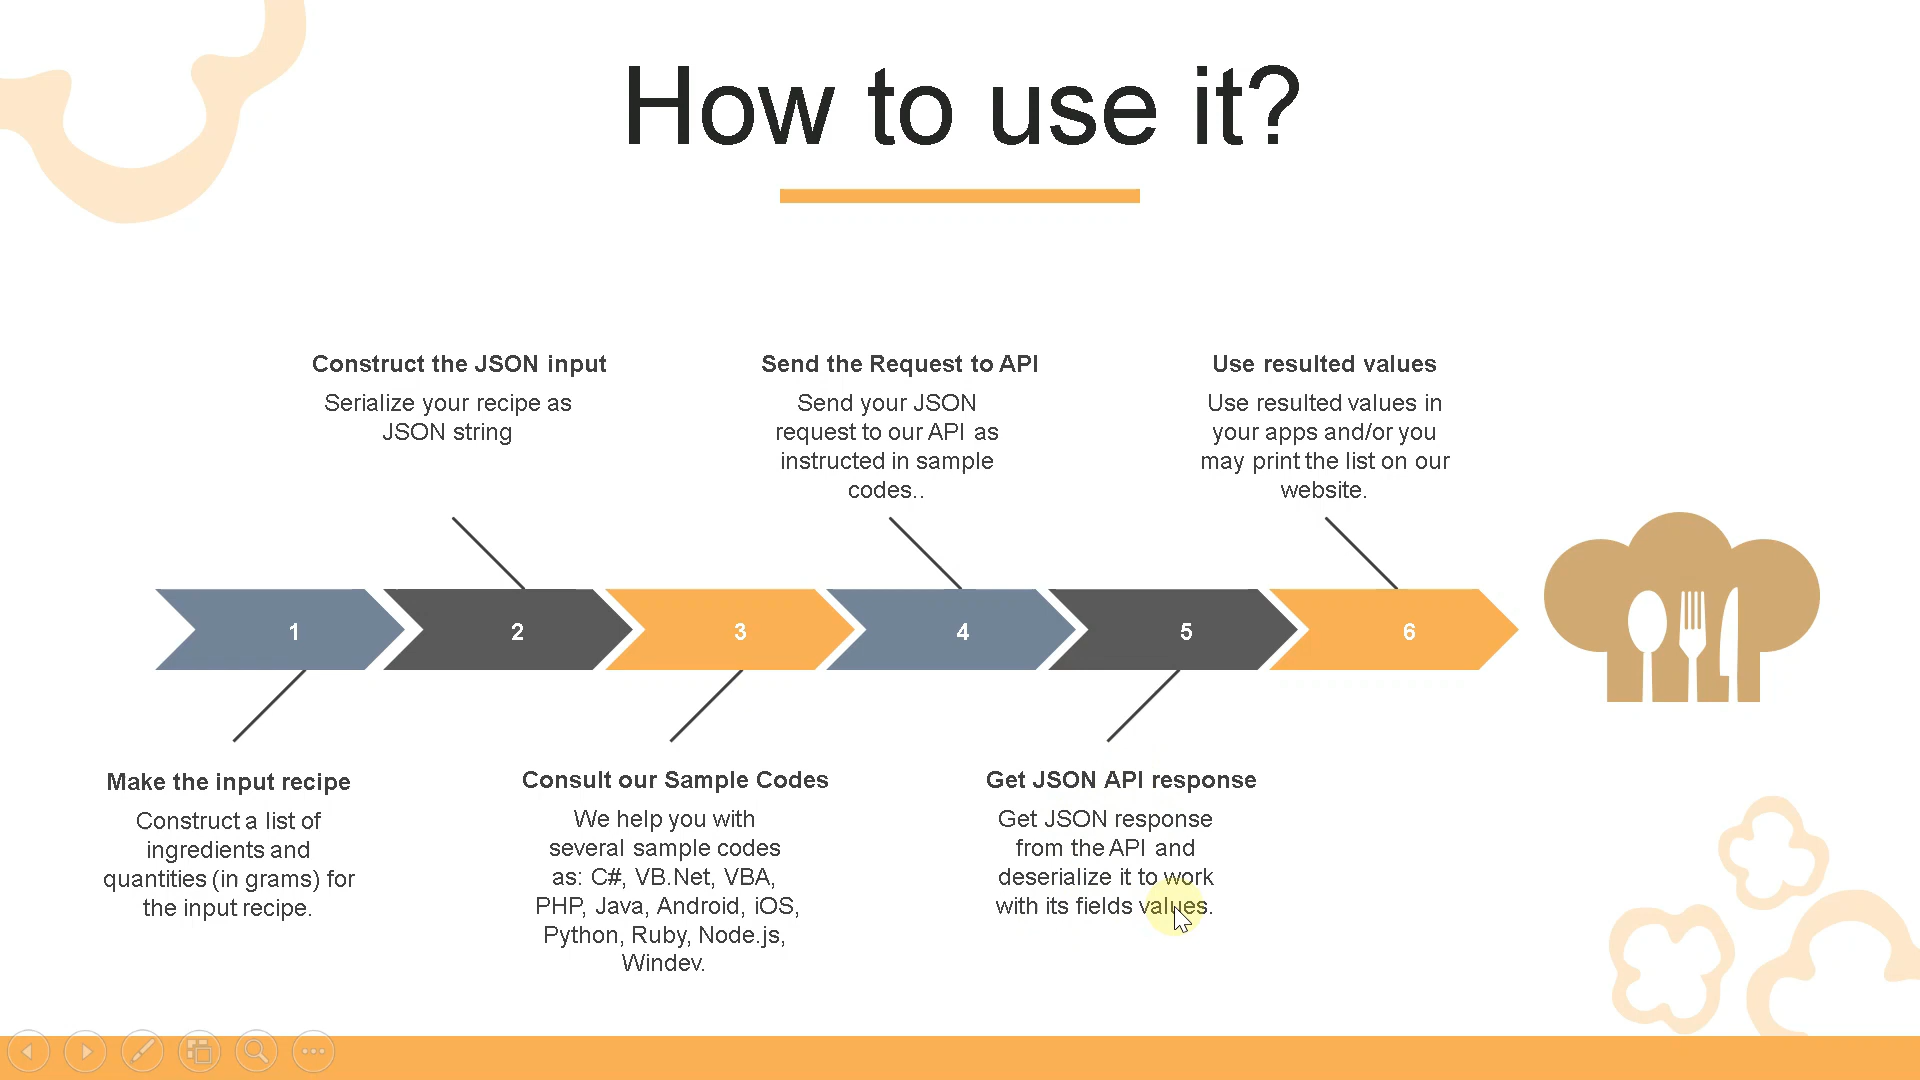 How to use it?
Construct the JSON input
Serialize your recipe as
JSON string
Send the Request to API
Send your JSON
request to our API as
instructed in sample
codes..
Use resulted values
Use resulted values in
your apps and/or you
may print the list on our
website.
1
2
3
4
5
6
Make the input recipe
Construct a list of
ingredients and
quantities (in grams) for
the input recipe.
Consult our Sample Codes
We help you with
several sample codes
as: C#, VB.Net, VBA,
PHP, Java, Android, iOS,
Python, Ruby, Node.js,
Windev.
Get JSON API response
Get JSON response
from the API and
deserialize it to work
with its fields values.